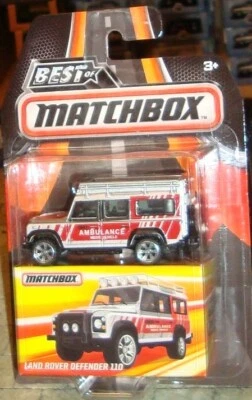 BEST OF
3+
MATCHBOX
AMBULANCE
MATCHBOX
AMBULANCE
LAND ROVER DEFENDER 110